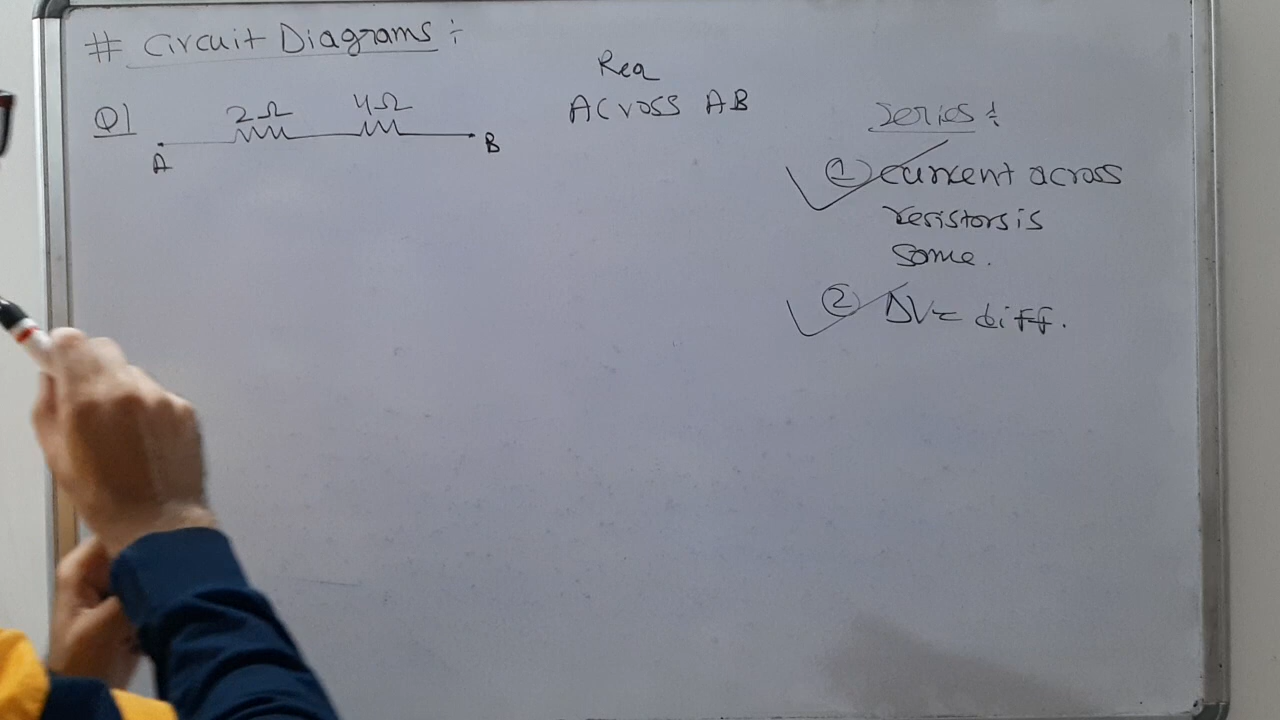 # Circuit Diagrams :
Q1
2Ω 4Ω
A B
Req
ACross AB
Series :
① current across
resistors is
Same.
② ΔV = diff.